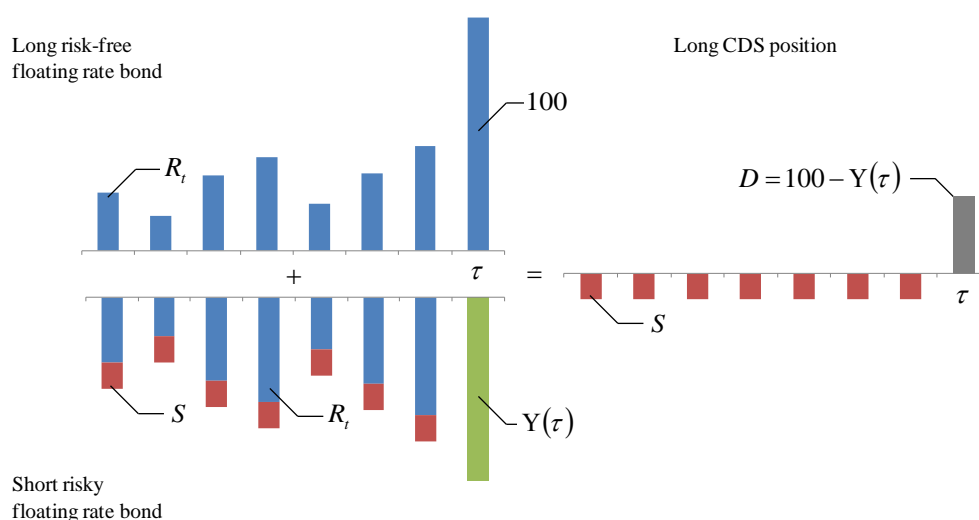 Long risk-free
floating rate bond
Long CDS position
100
R_t
D = 100 − Υ(τ)
+
τ
=
τ
S
S
R_t
Υ(τ)
Short risky
floating rate bond